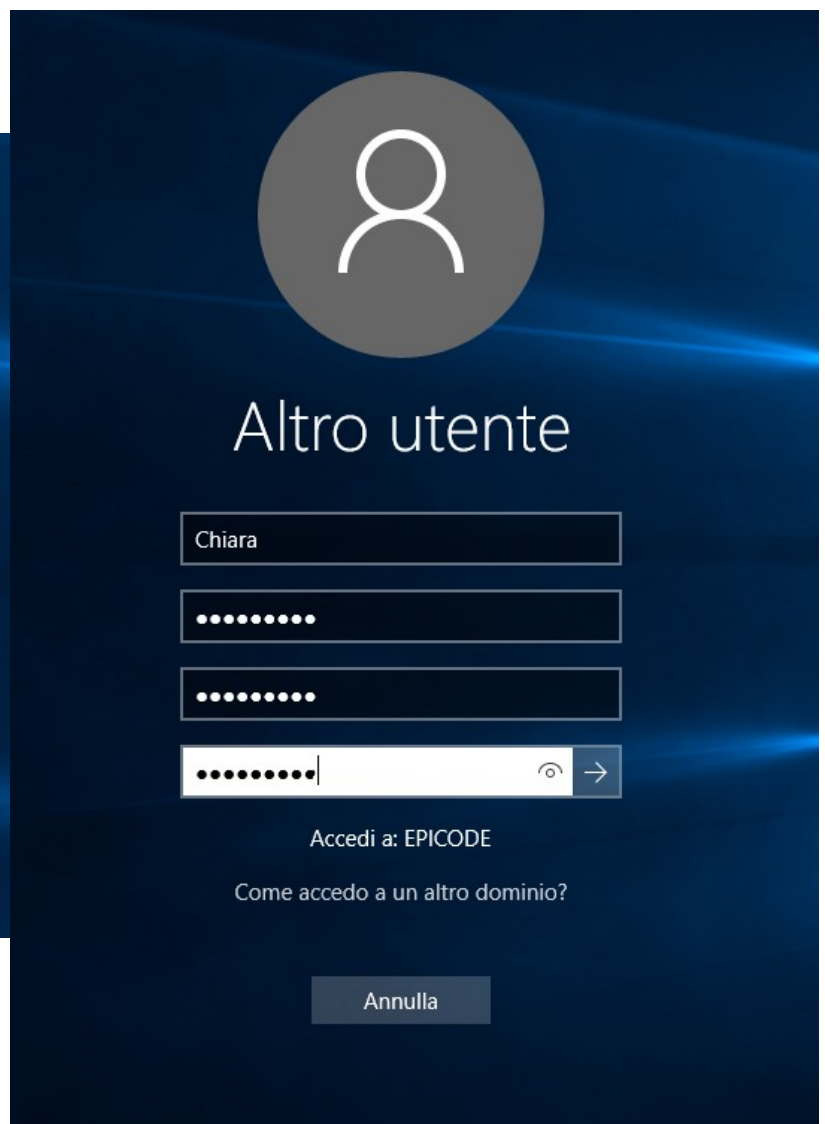 Altro utente
Chiara
•••••••••
•••••••••
•••••••••
Accedi a: EPICODE
Come accedo a un altro dominio?
Annulla